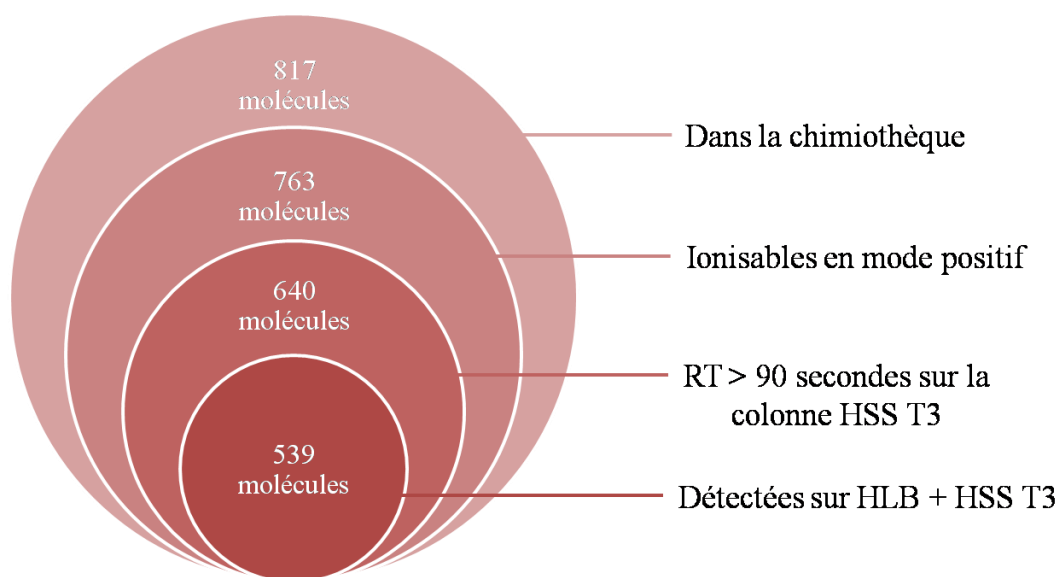 817
molécules
Dans la chimiothèque
763
molécules
Ionisables en mode positif
640
molécules
RT > 90 secondes sur la
colonne HSS T3
539
molécules
Détectées sur HLB + HSS T3